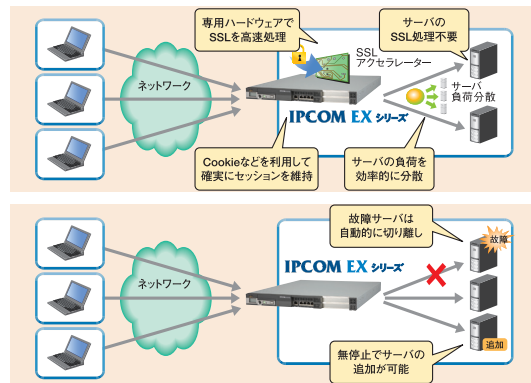 専用ハードウェアで
SSLを高速処理
サーバの
SSL処理不要
SSL
アクセラレーター
ネットワーク
サーバ
負荷分散
IPCOM EX シリーズ
Cookieなどを利用して
確実にセッションを維持
サーバの負荷を
効率的に分散
故障サーバは
自動的に切り離し
故障
ネットワーク
IPCOM EX シリーズ
無停止でサーバの
追加が可能
追加